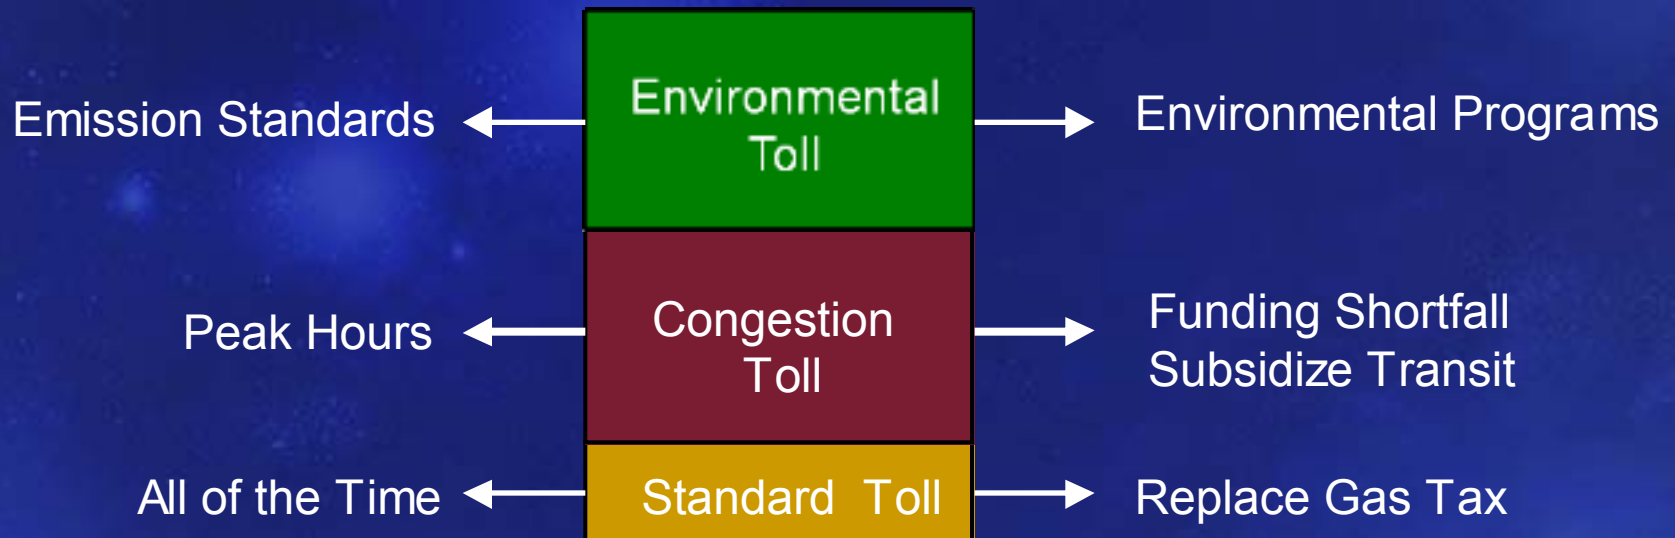 Emission Standards
Environmental
Toll
Environmental Programs
Peak Hours
Congestion
Toll
Funding Shortfall
Subsidize Transit
All of the Time
Standard Toll
Replace Gas Tax